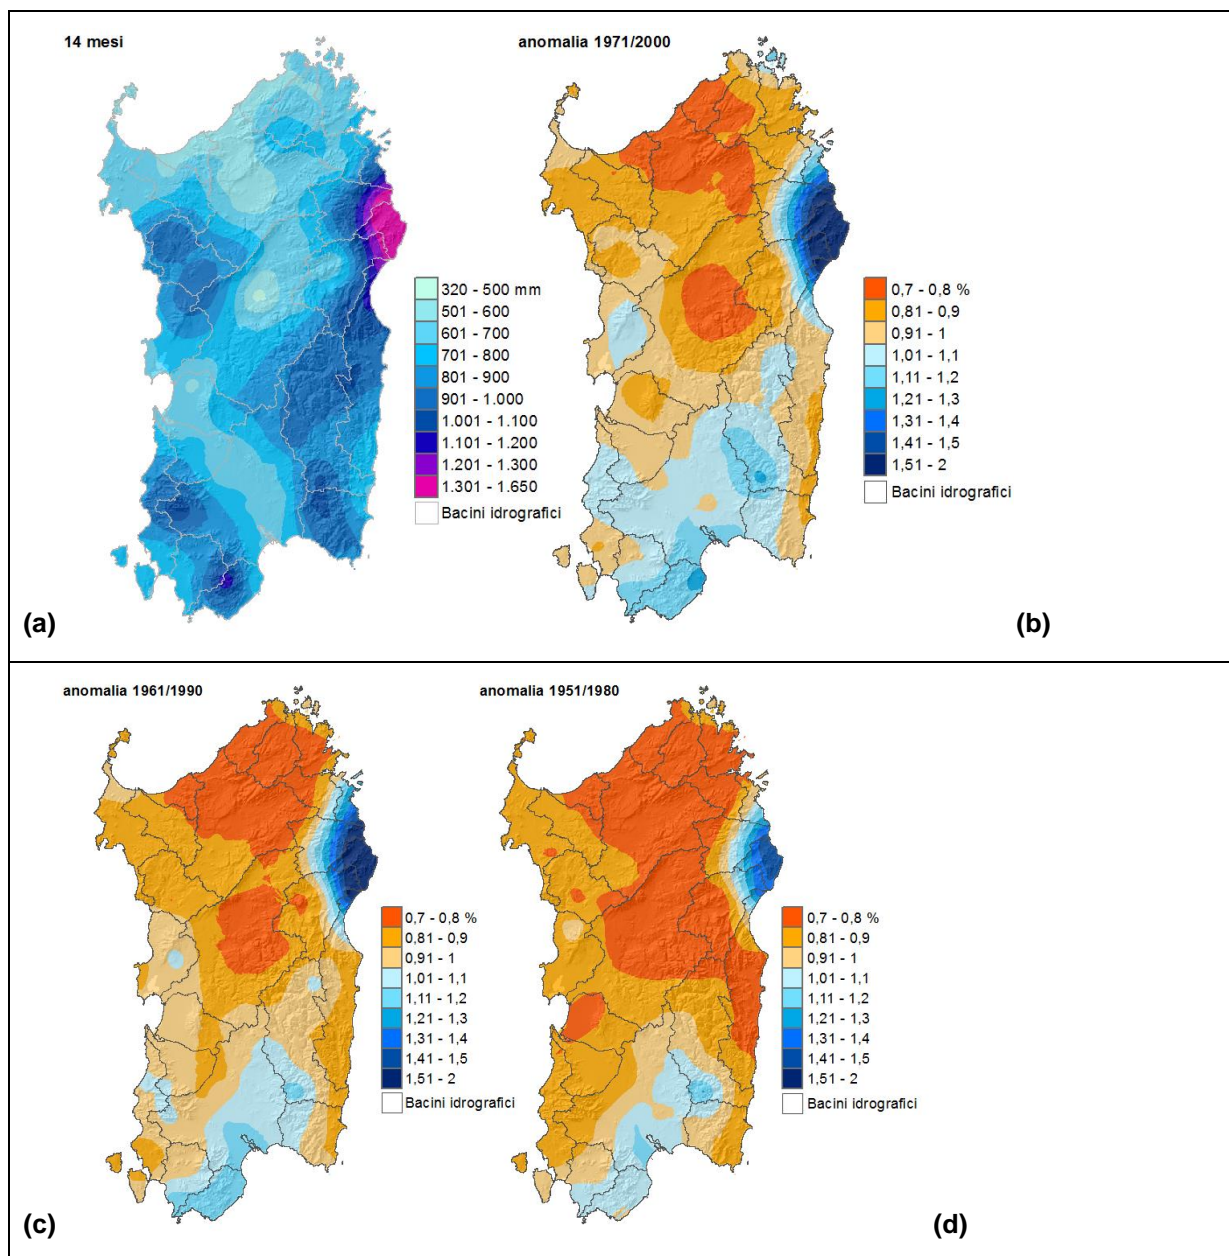 14 mesi
320 - 500 mm
501 - 600
601 - 700
701 - 800
801 - 900
901 - 1.000
1.001 - 1.100
1.101 - 1.200
1.201 - 1.300
1.301 - 1.650
Bacini idrografici
(a)
anomalia 1971/2000
0,7 - 0,8 %
0,81 - 0,9
0,91 - 1
1,01 - 1,1
1,11 - 1,2
1,21 - 1,3
1,31 - 1,4
1,41 - 1,5
1,51 - 2
Bacini idrografici
(b)
anomalia 1961/1990
0,7 - 0,8 %
0,81 - 0,9
0,91 - 1
1,01 - 1,1
1,11 - 1,2
1,21 - 1,3
1,31 - 1,4
1,41 - 1,5
1,51 - 2
Bacini idrografici
(c)
anomalia 1951/1980
0,7 - 0,8 %
0,81 - 0,9
0,91 - 1
1,01 - 1,1
1,11 - 1,2
1,21 - 1,3
1,31 - 1,4
1,41 - 1,5
1,51 - 2
Bacini idrografici
(d)